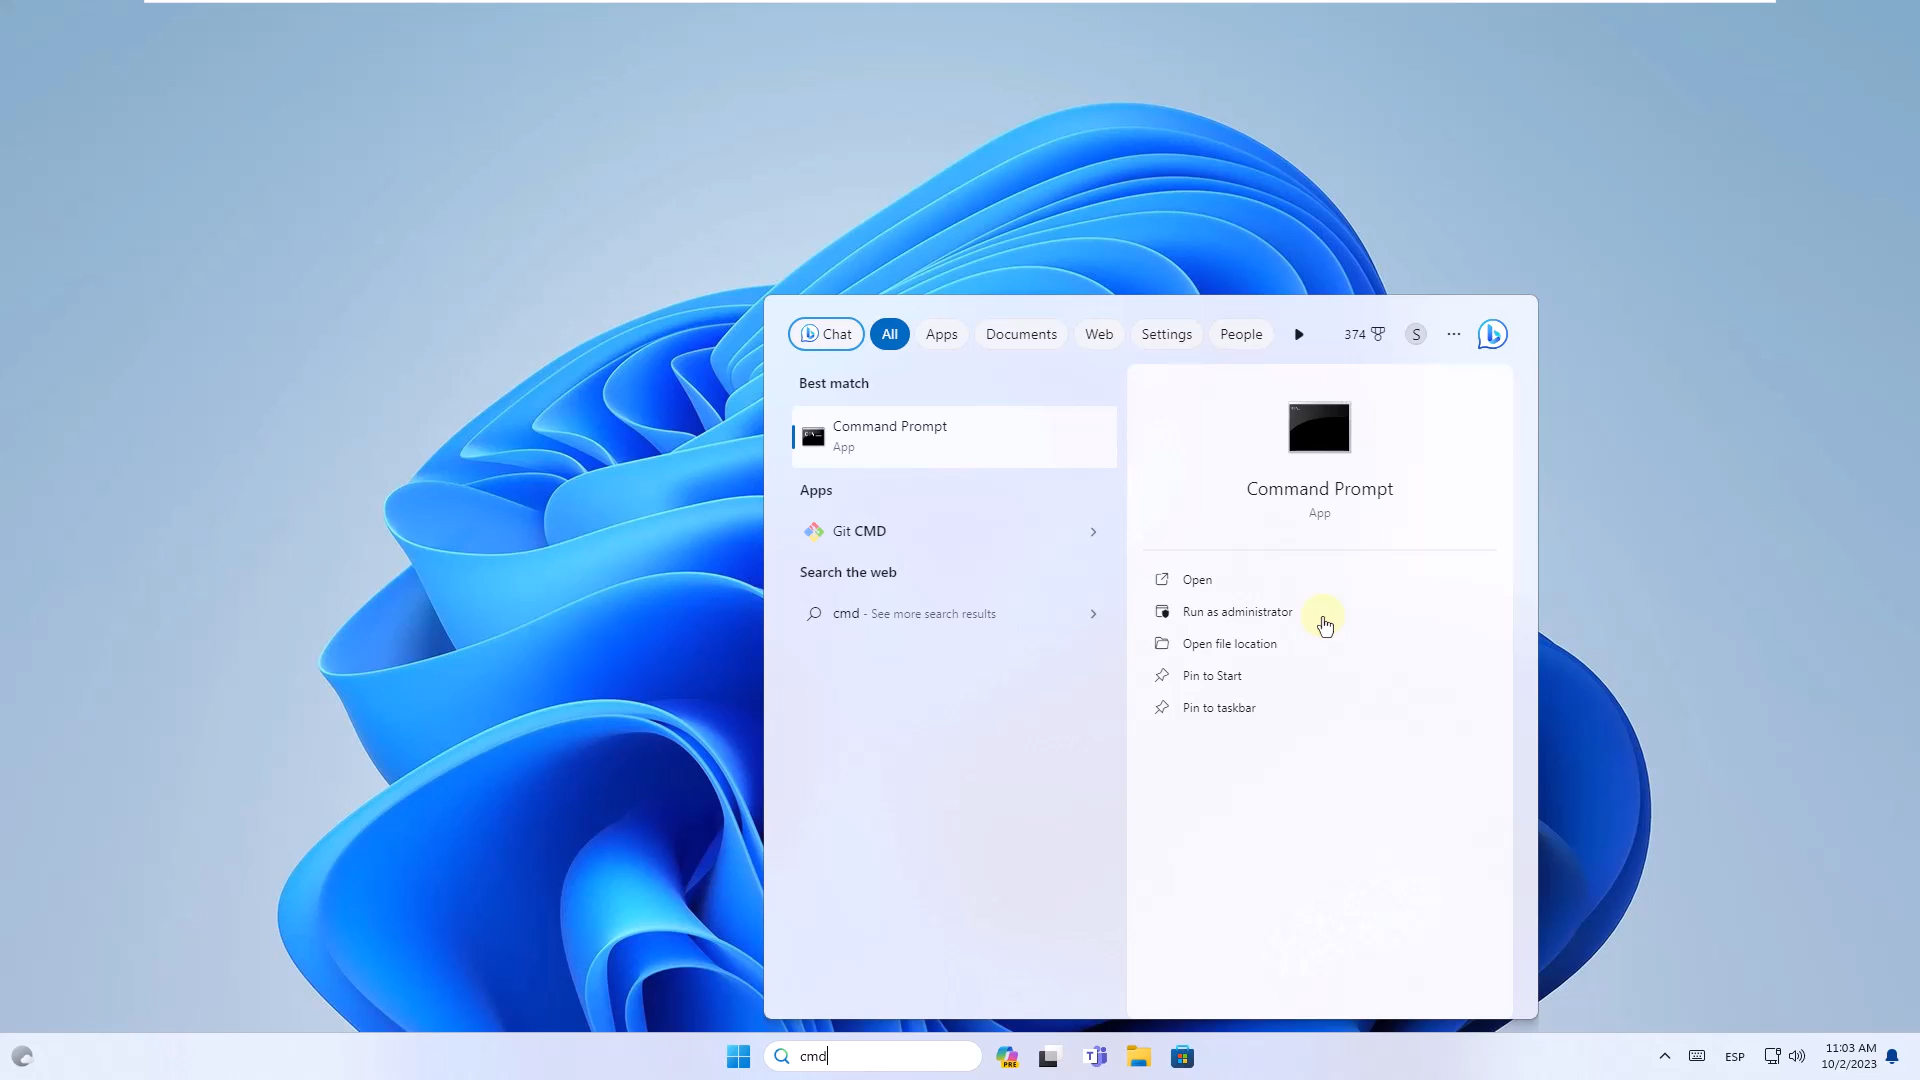 Chat
All
Apps
Documents
Web
Settings
People
374
S
Best match
Command Prompt
App
Apps
Git CMD
Search the web
cmd - See more search results
Command Prompt
App
Open
Run as administrator
Open file location
Pin to Start
Pin to taskbar
cmd
PRE
ESP
11:03 AM
10/2/2023